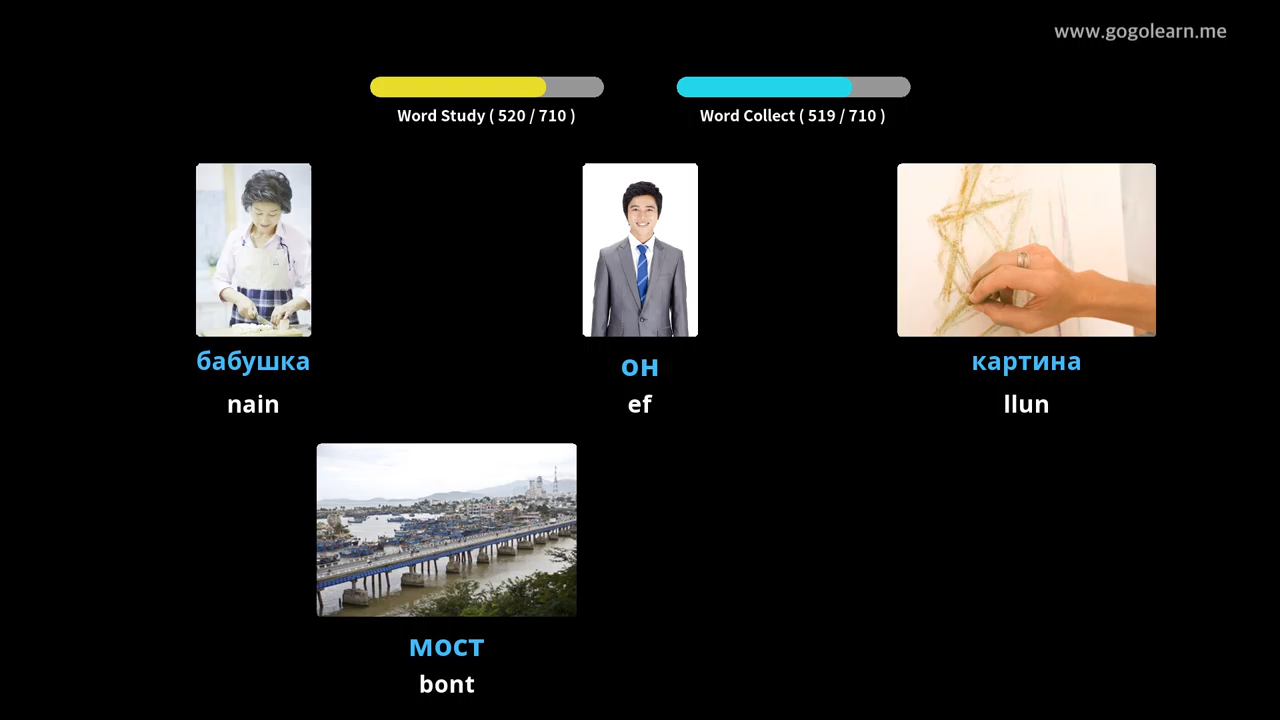 www.gogolearn.me
Word Study ( 520 / 710 )
Word Collect ( 519 / 710 )
бабушка
nain
он
ef
картина
llun
мост
bont